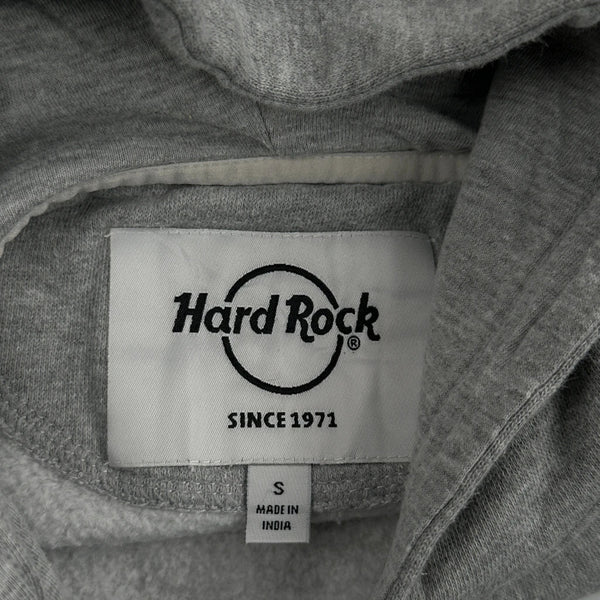 Hard Rock®
SINCE 1971
S
MADE IN
INDIA